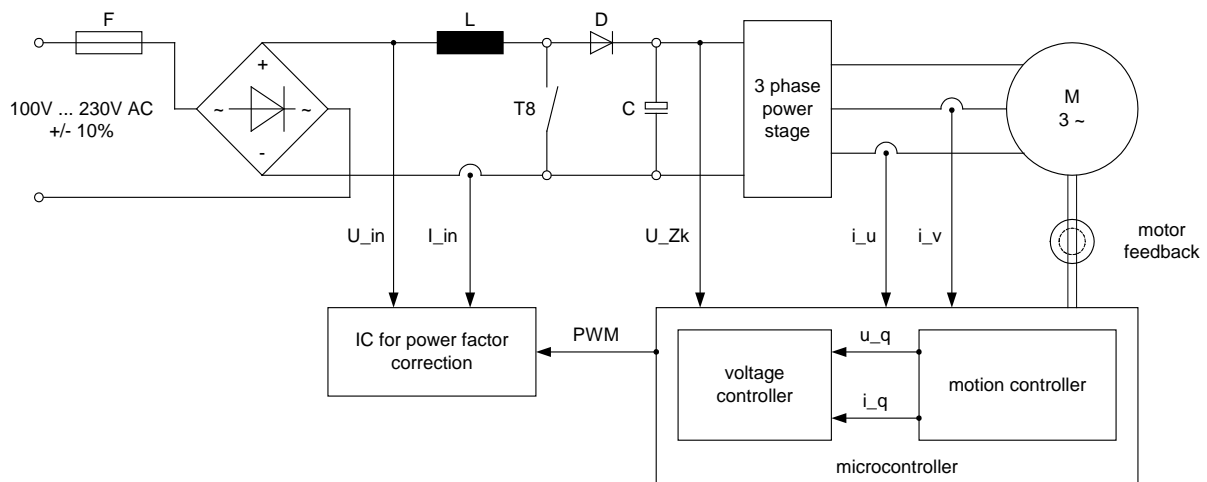 F
L
D
100V ... 230V AC
+/- 10%
+
~
~
-
T8
C
3 phase
power
stage
M
3 ~
U_in
I_in
U_Zk
i_u
i_v
motor
feedback
IC for power factor
correction
PWM
voltage
controller
u_q
i_q
motion controller
microcontroller